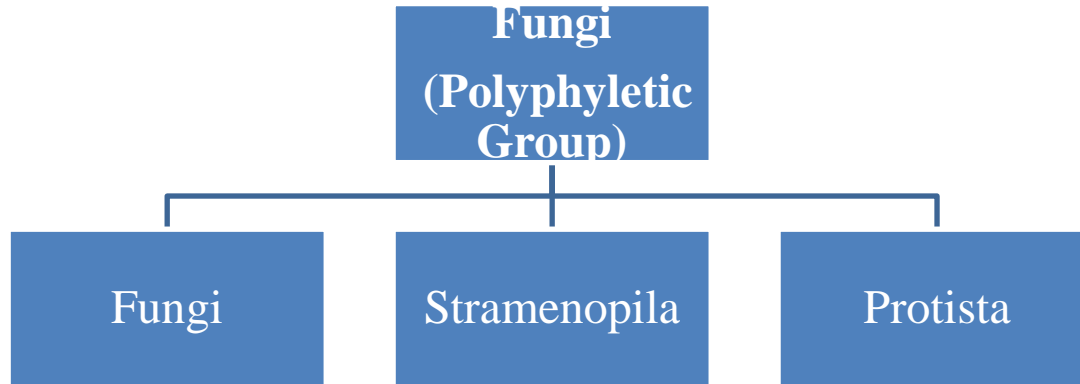 Fungi
(Polyphyletic
Group)
Fungi
Stramenopila
Protista